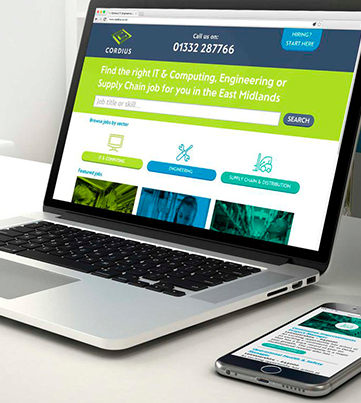 CORDIUS
Call us on:
01332 287766
HIRING?
START HERE
Find the right IT & Computing, Engineering or
Supply Chain job for you in the East Midlands
Job title or skill...
SEARCH
Browse jobs by sector
IT & COMPUTING
ENGINEERING
SUPPLY CHAIN & DISTRIBUTION
Featured jobs